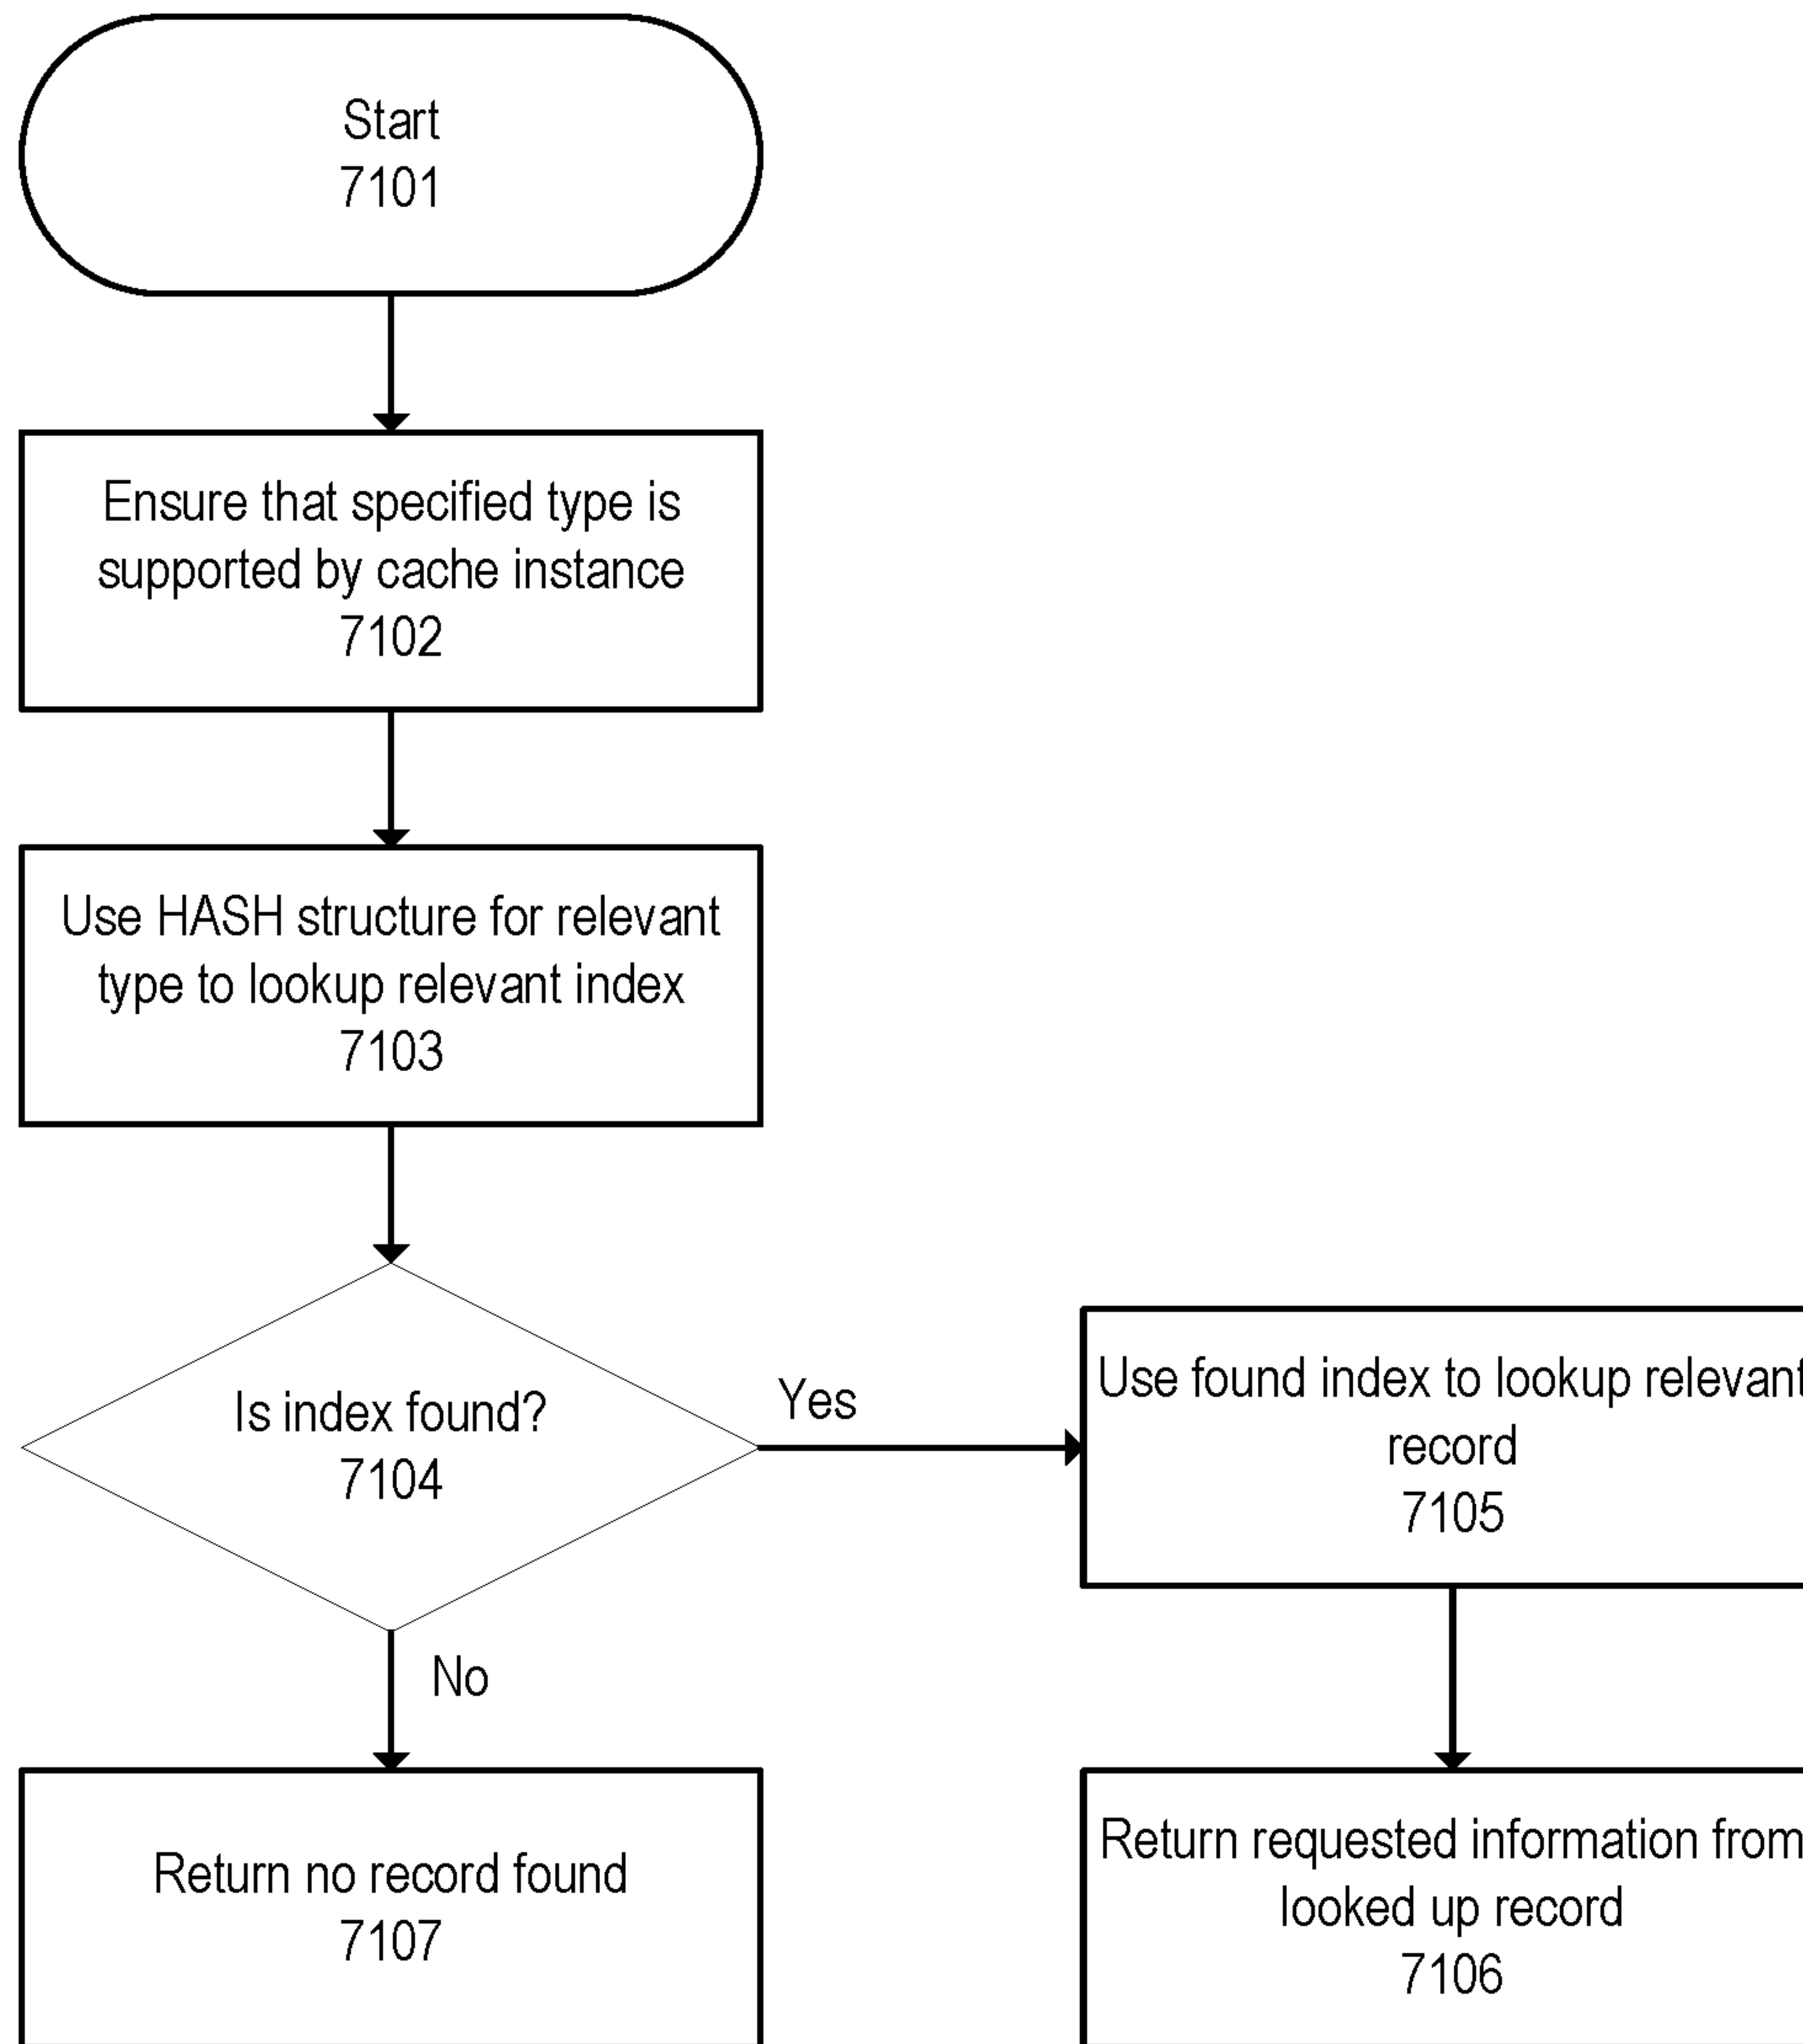 Start
7101
Ensure that specified type is
supported by cache instance
7102
Use HASH structure for relevant
type to lookup relevant index
7103
Is index found?
7104
Yes
Use found index to lookup relevant
record
7105
No
Return no record found
7107
Return requested information from
looked up record
7106